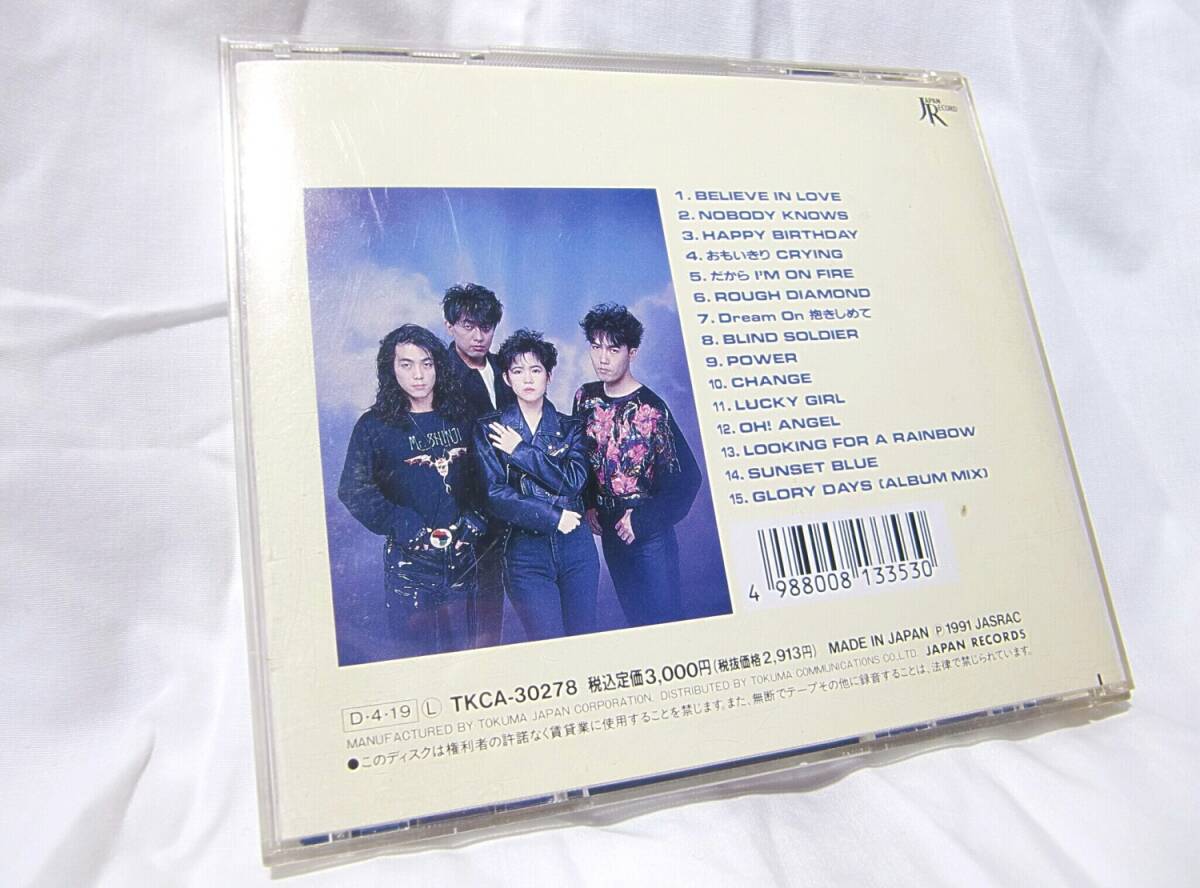 JAPAN RECORD
1. BELIEVE IN LOVE
2. NOBODY KNOWS
3. HAPPY BIRTHDAY
4. おもいきり CRYING
5. だから I'M ON FIRE
6. ROUGH DIAMOND
7. Dream On 抱きしめて
8. BLIND SOLDIER
9. POWER
10. CHANGE
11. LUCKY GIRL
12. OH! ANGEL
13. LOOKING FOR A RAINBOW
14. SUNSET BLUE
15. GLORY DAYS (ALBUM MIX)
4 988008 133530
D・4・19 Ⓛ TKCA-30278 税込定価3,000円(税抜価格2,913円) MADE IN JAPAN Ⓟ1991 JASRAC
MANUFACTURED BY TOKUMA JAPAN CORPORATION. DISTRIBUTED BY TOKUMA COMMUNICATIONS CO.,LTD. JAPAN RECORDS
●このディスクは権利者の許諾なく賃貸業に使用することを禁じます。また、無断でテープその他に録音することは、法律で禁じられています。